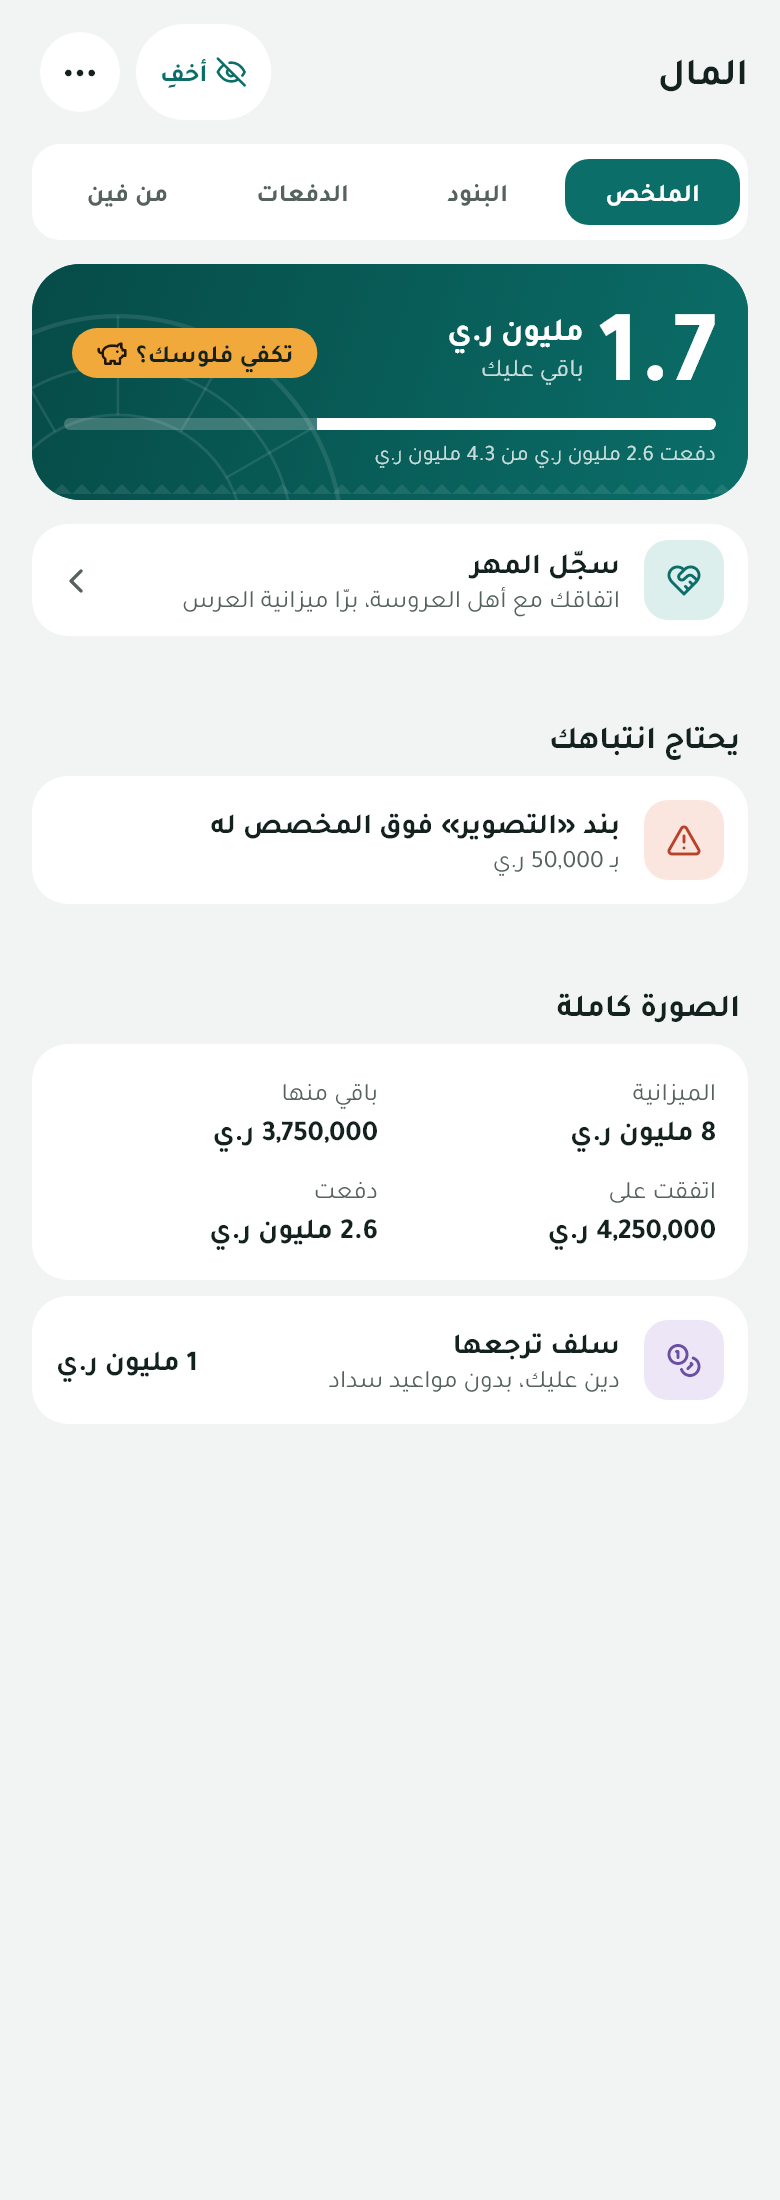 المال
أخفِ
الملخص
البنود
الدفعات
من فين
1.7 مليون ر.ي
باقي عليك
تكفي فلوسك؟
دفعت 2.6 مليون ر.ي من 4.3 مليون ر.ي
سجّل المهر
اتفاقك مع أهل العروسة، برّا ميزانية العرس
يحتاج انتباهك
بند «التصوير» فوق المخصص له
بـ 50,000 ر.ي
الصورة كاملة
الميزانية
8 مليون ر.ي
باقي منها
3,750,000 ر.ي
اتفقت على
4,250,000 ر.ي
دفعت
2.6 مليون ر.ي
سلف ترجعها
دين عليك، بدون مواعيد سداد
1 مليون ر.ي